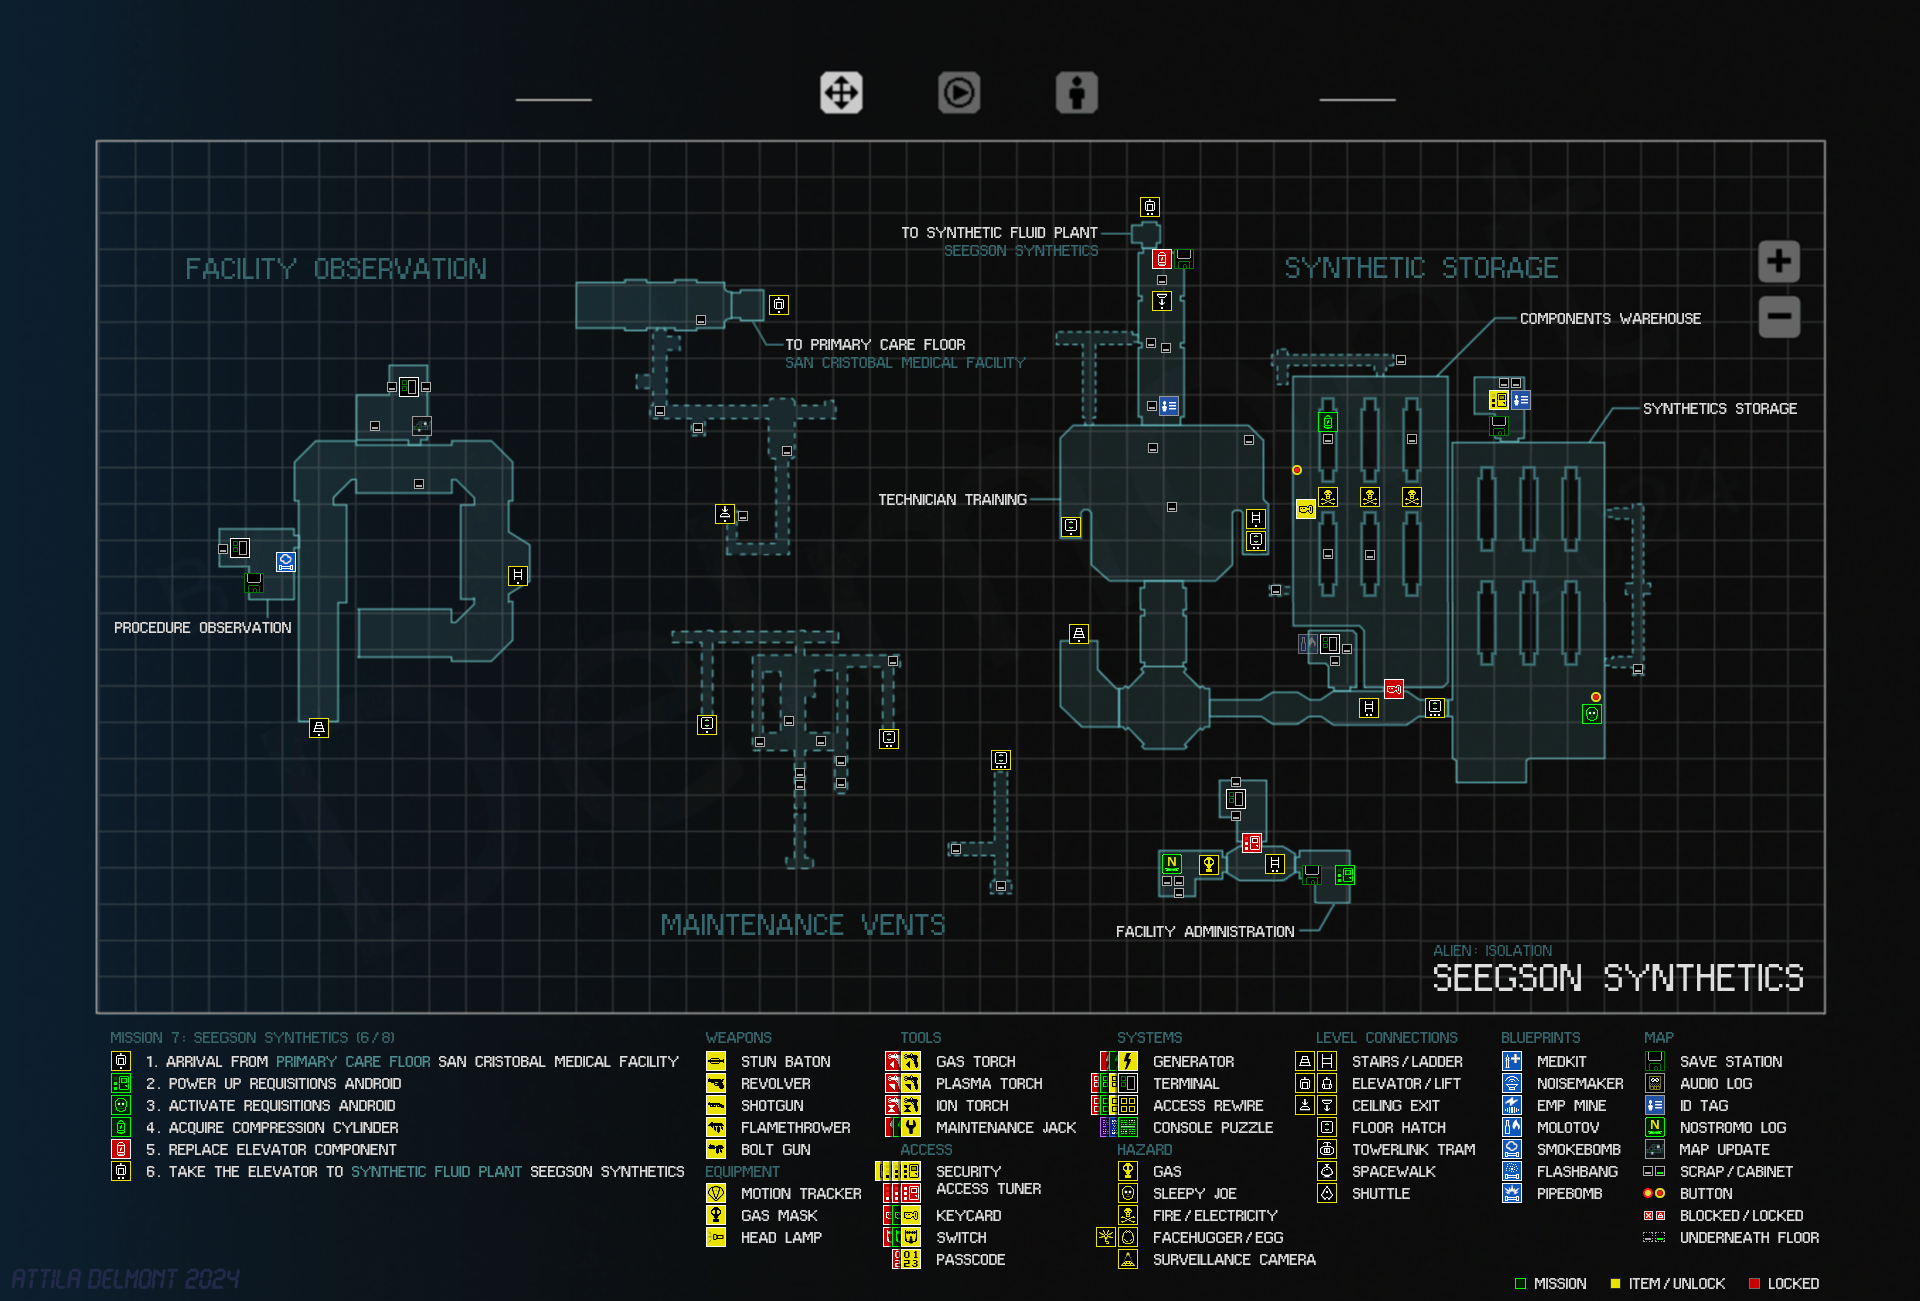 TO SYNTHETIC FLUID PLANT
SEEGSON SYNTHETICS
FACILITY OBSERVATION
SYNTHETIC STORAGE
COMPONENTS WAREHOUSE
TO PRIMARY CARE FLOOR
SAN CRISTOBAL MEDICAL FACILITY
SYNTHETICS STORAGE
TECHNICIAN TRAINING
PROCEDURE OBSERVATION
MAINTENANCE VENTS
FACILITY ADMINISTRATION
ALIEN: ISOLATION
SEEGSON SYNTHETICS
MISSION 7: SEEGSON SYNTHETICS (6/8)
1. ARRIVAL FROM PRIMARY CARE FLOOR SAN CRISTOBAL MEDICAL FACILITY
2. POWER UP REQUISITIONS ANDROID
3. ACTIVATE REQUISITIONS ANDROID
4. ACQUIRE COMPRESSION CYLINDER
5. REPLACE ELEVATOR COMPONENT
6. TAKE THE ELEVATOR TO SYNTHETIC FLUID PLANT SEEGSON SYNTHETICS
WEAPONS
STUN BATON
REVOLVER
SHOTGUN
FLAMETHROWER
BOLT GUN
EQUIPMENT
MOTION TRACKER
GAS MASK
HEAD LAMP
TOOLS
GAS TORCH
PLASMA TORCH
ION TORCH
MAINTENANCE JACK
ACCESS
SECURITY
ACCESS TUNER
KEYCARD
SWITCH
PASSCODE
SYSTEMS
GENERATOR
TERMINAL
ACCESS REWIRE
CONSOLE PUZZLE
HAZARD
GAS
SLEEPY JOE
FIRE/ELECTRICITY
FACEHUGGER/EGG
SURVEILLANCE CAMERA
LEVEL CONNECTIONS
STAIRS/LADDER
ELEVATOR/LIFT
CEILING EXIT
FLOOR HATCH
TOWERLINK TRAM
SPACEWALK
SHUTTLE
BLUEPRINTS
MEDKIT
NOISEMAKER
EMP MINE
MOLOTOV
SMOKEBOMB
FLASHBANG
PIPEBOMB
MAP
SAVE STATION
AUDIO LOG
ID TAG
NOSTROMO LOG
MAP UPDATE
SCRAP/CABINET
BUTTON
BLOCKED/LOCKED
UNDERNEATH FLOOR
MISSION
ITEM/UNLOCK
LOCKED
ATTILA DELMONT 2024